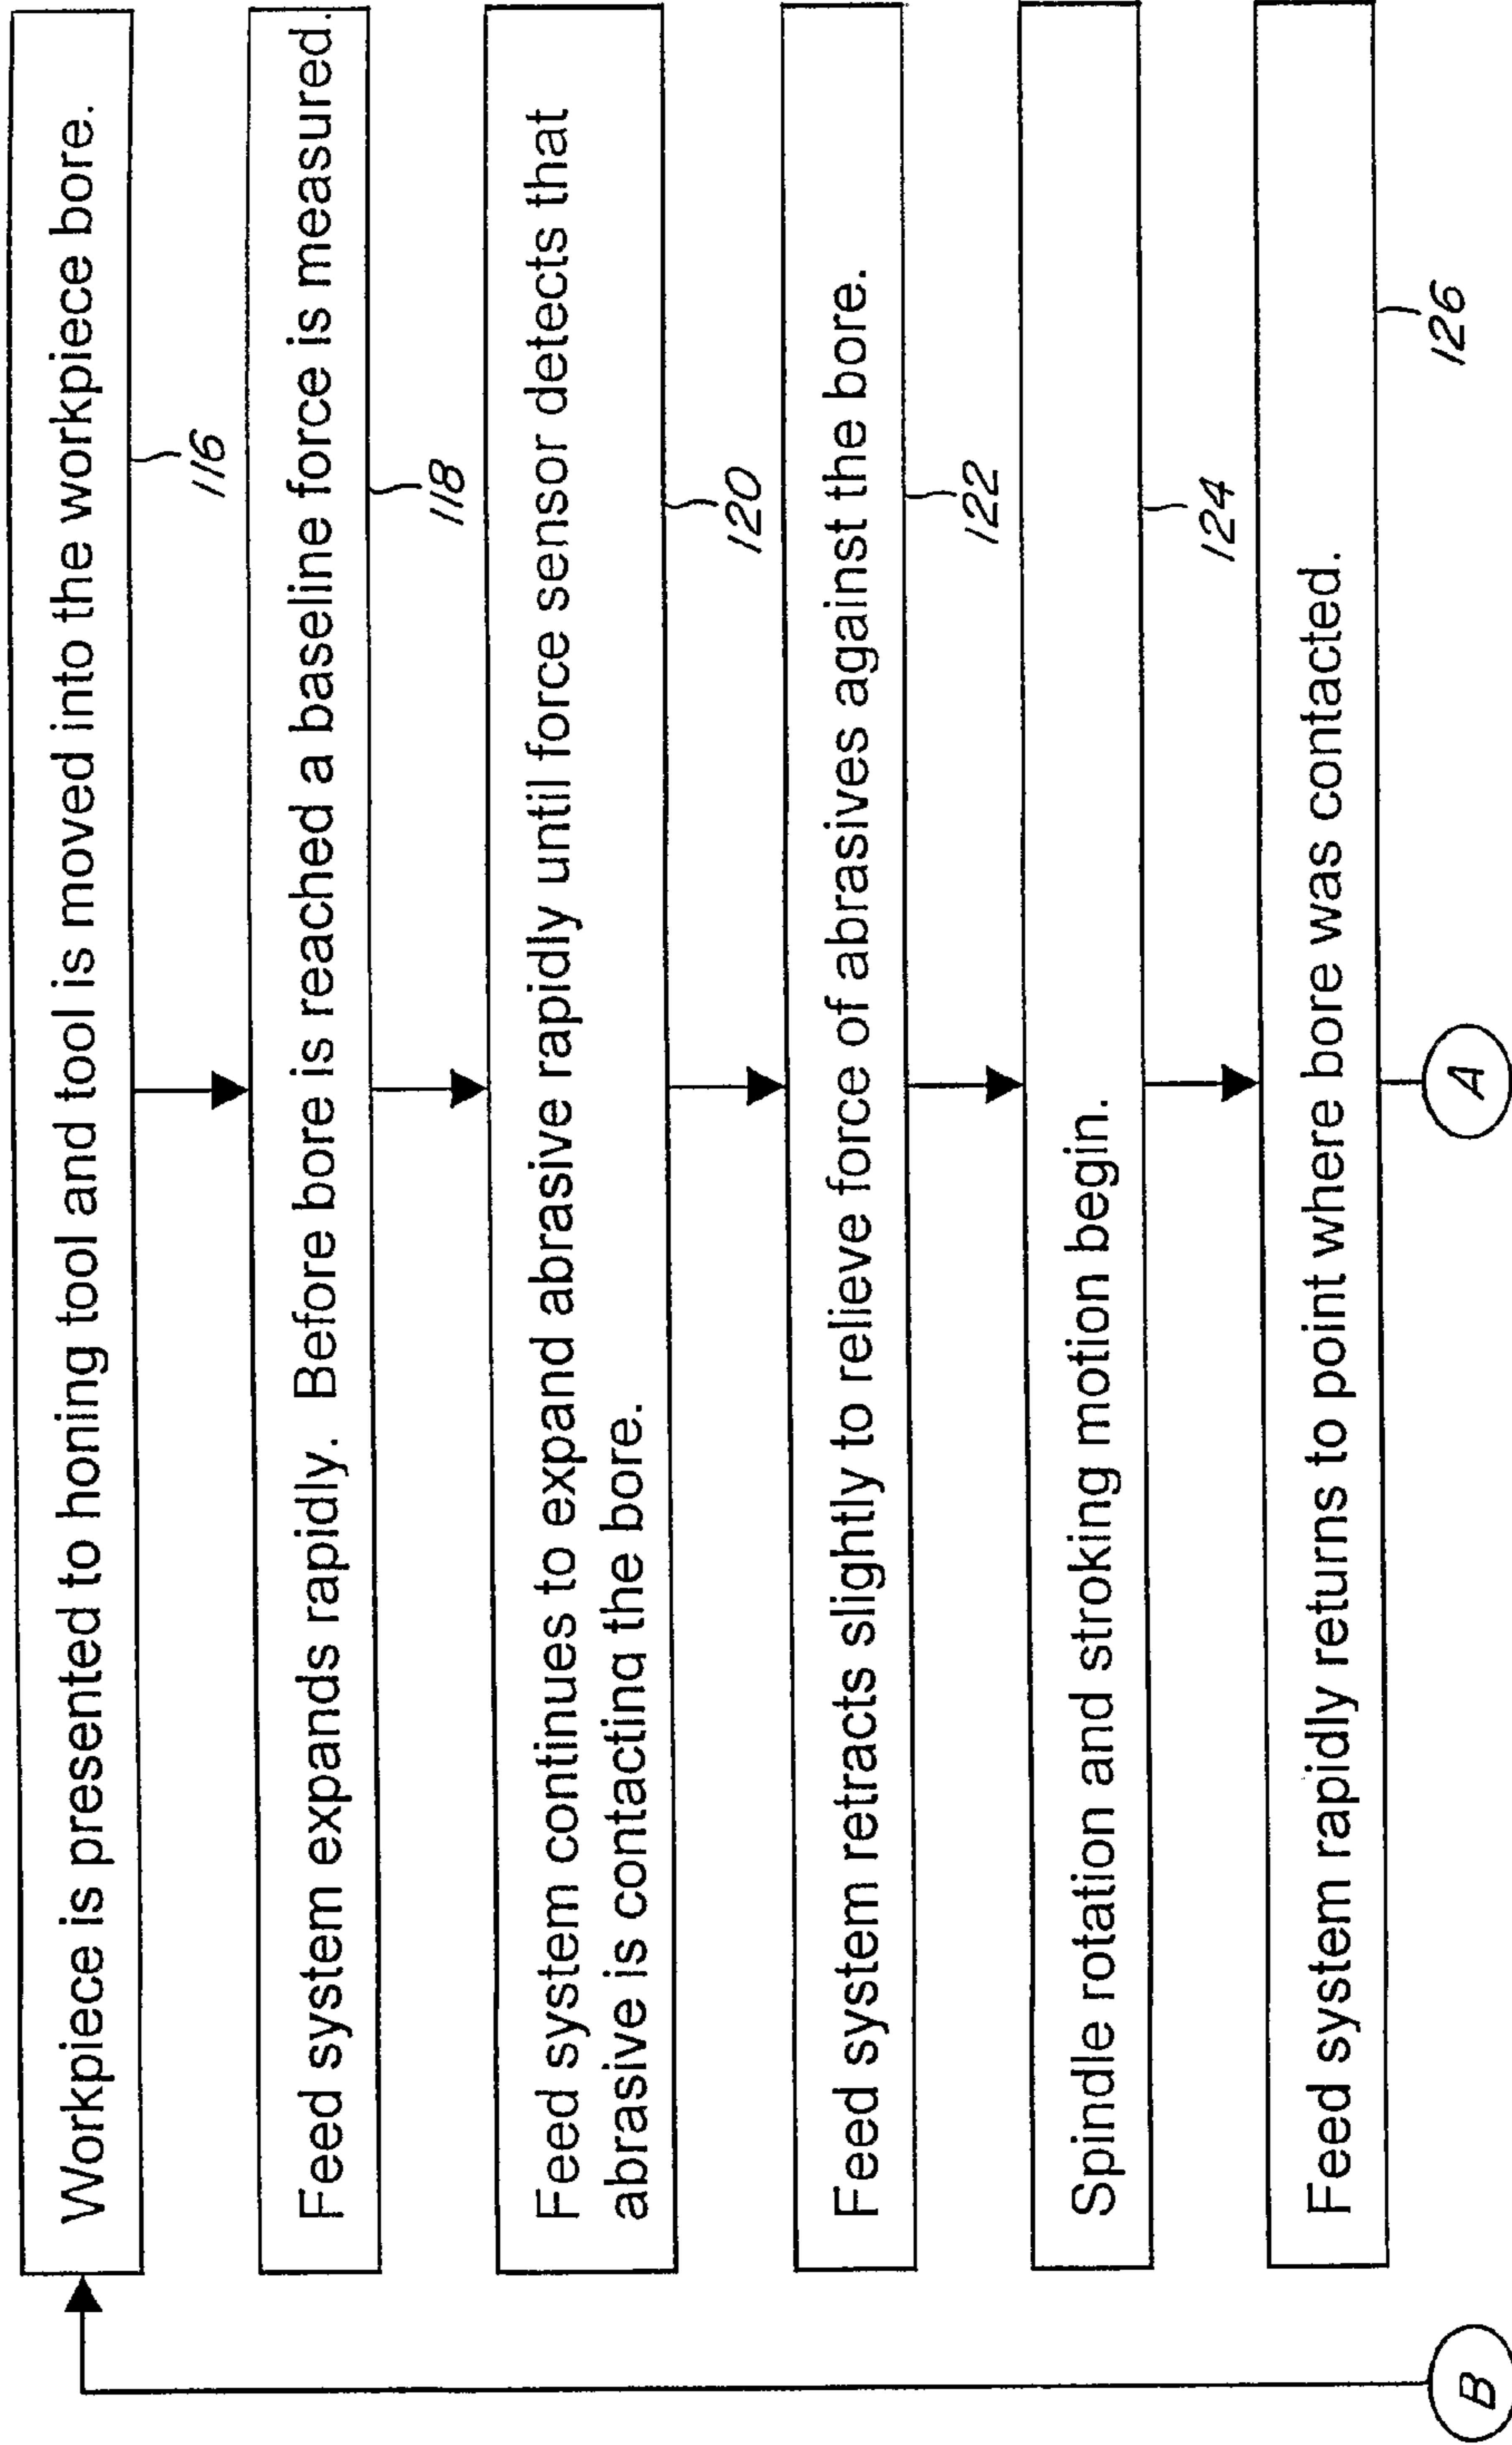 Workpiece is presented to honing tool and tool is moved into the workpiece bore.
116
Feed system expands rapidly. Before bore is reached a baseline force is measured.
118
Feed system continues to expand abrasive rapidly until force sensor detects that
abrasive is contacting the bore.
120
Feed system retracts slightly to relieve force of abrasives against the bore.
122
Spindle rotation and stroking motion begin.
124
Feed system rapidly returns to point where bore was contacted.
126
B
A